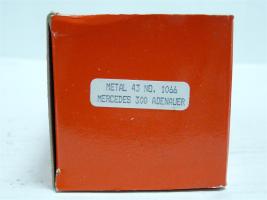 METAL 43 NO. 1066
MERCEDES 300 ADENAUER